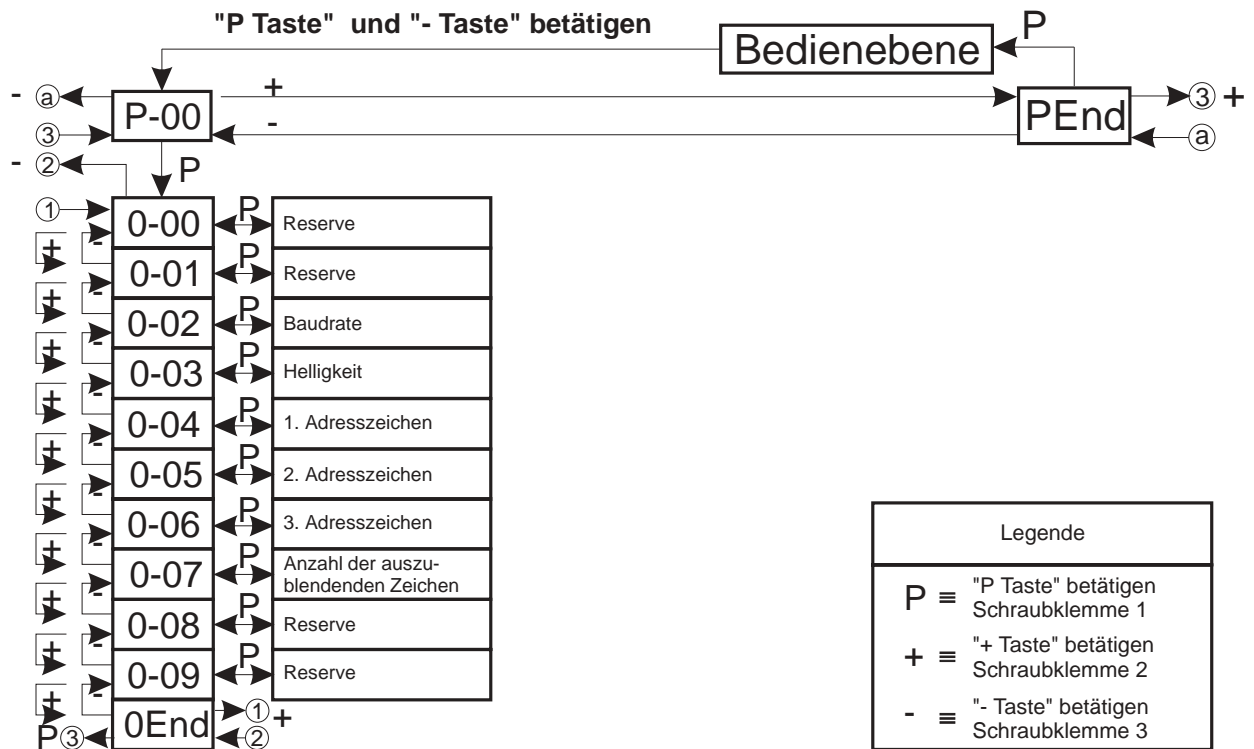 "P Taste" und "- Taste" betätigen
Bedienebene
P
- ⓐ
P-00
+
PEnd
③ +
③
-
ⓐ
- ②
P
①
0-00
P
Reserve
+
-
0-01
P
Reserve
+
-
0-02
P
Baudrate
+
-
0-03
P
Helligkeit
+
-
0-04
P
1. Adresszeichen
+
-
0-05
P
2. Adresszeichen
+
-
0-06
P
3. Adresszeichen
+
-
0-07
P
Anzahl der auszu-
blendenden Zeichen
+
-
0-08
P
Reserve
+
-
0-09
P
Reserve
+
-
0End
① +
P③
②
Legende
P ≡ "P Taste" betätigen
Schraubklemme 1
+ ≡ "+ Taste" betätigen
Schraubklemme 2
- ≡ "- Taste" betätigen
Schraubklemme 3